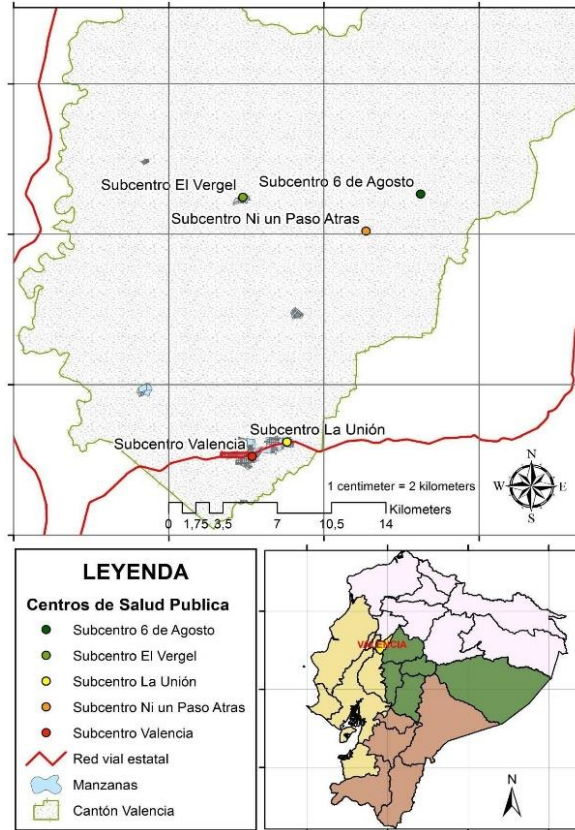 Subcentro El Vergel
Subcentro 6 de Agosto
Subcentro Ni un Paso Atras
Subcentro Valencia
Subcentro La Unión
1 centimeter = 2 kilometers
Kilometers
0 1,75 3,5 7 10,5 14
N
W E
S
LEYENDA
Centros de Salud Publica
Subcentro 6 de Agosto
Subcentro El Vergel
Subcentro La Unión
Subcentro Ni un Paso Atras
Subcentro Valencia
Red vial estatal
Manzanas
Cantón Valencia
VALENCIA
N